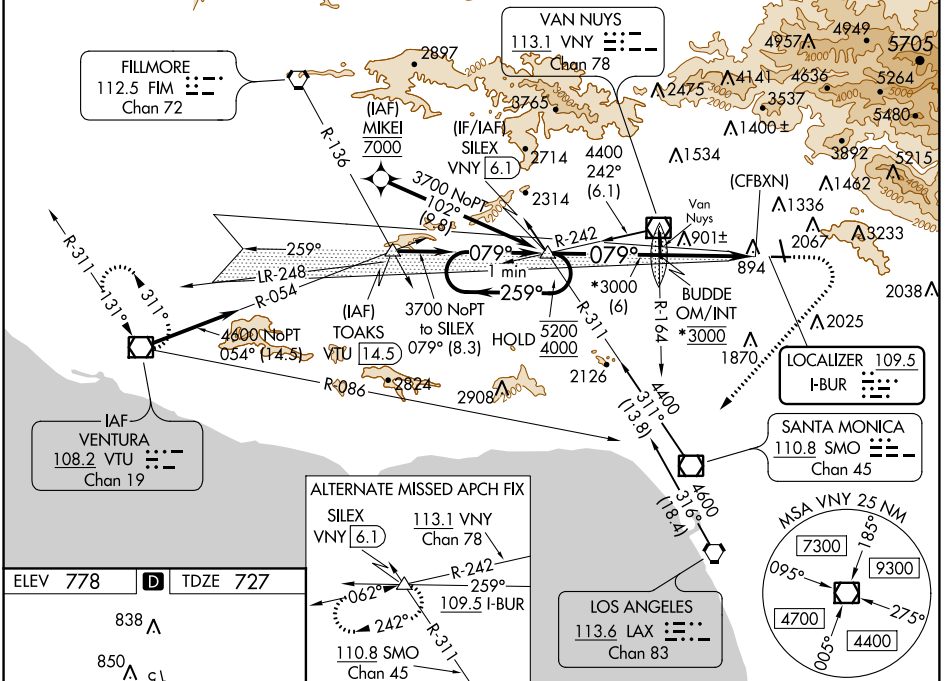 VAN NUYS
113.1 VNY
Chan 78
FILLMORE
112.5 FIM
Chan 72
2897
4957
4949
5705
4141
4636
5264
2475
3537
5480
3765
1400±
3892
5215
(IAF)
MIKEI
7000
(IF/IAF)
SILEX
VNY 6.1
2714
4400
242°
(6.1)
1534
(CFBXN)
1462
1336
R-136
3700 NoPT
102°
(9.8)
2314
Van
Nuys
901±
3233
2067
R-242
259°
079°
079°
894
1 min
LR-248
259°
*3000
(6)
2038
R-311
131°
311°
R-054
(IAF)
TOAKS
VTU 14.5
3700 NoPT
to SILEX
079° (8.3)
HOLD
5200
4000
R-311
R-164
BUDDE
OM/INT
*3000
2025
4600 NoPT
054° (14.5)
1870
LOCALIZER 109.5
I-BUR
R-086
2824
2908
2126
4400
311°
(13.8)
IAF
VENTURA
108.2 VTU
Chan 19
SANTA MONICA
110.8 SMO
Chan 45
4600
316°
(18.4)
ALTERNATE MISSED APCH FIX
SILEX
VNY 6.1
113.1 VNY
Chan 78
R-242
259°
109.5 I-BUR
062°
242°
R-311
110.8 SMO
Chan 45
MSA VNY 25 NM
185°
7300
9300
095°
275°
4700
4400
005°
LOS ANGELES
113.6 LAX
Chan 83
ELEV 778
D
TDZE 727
838
850